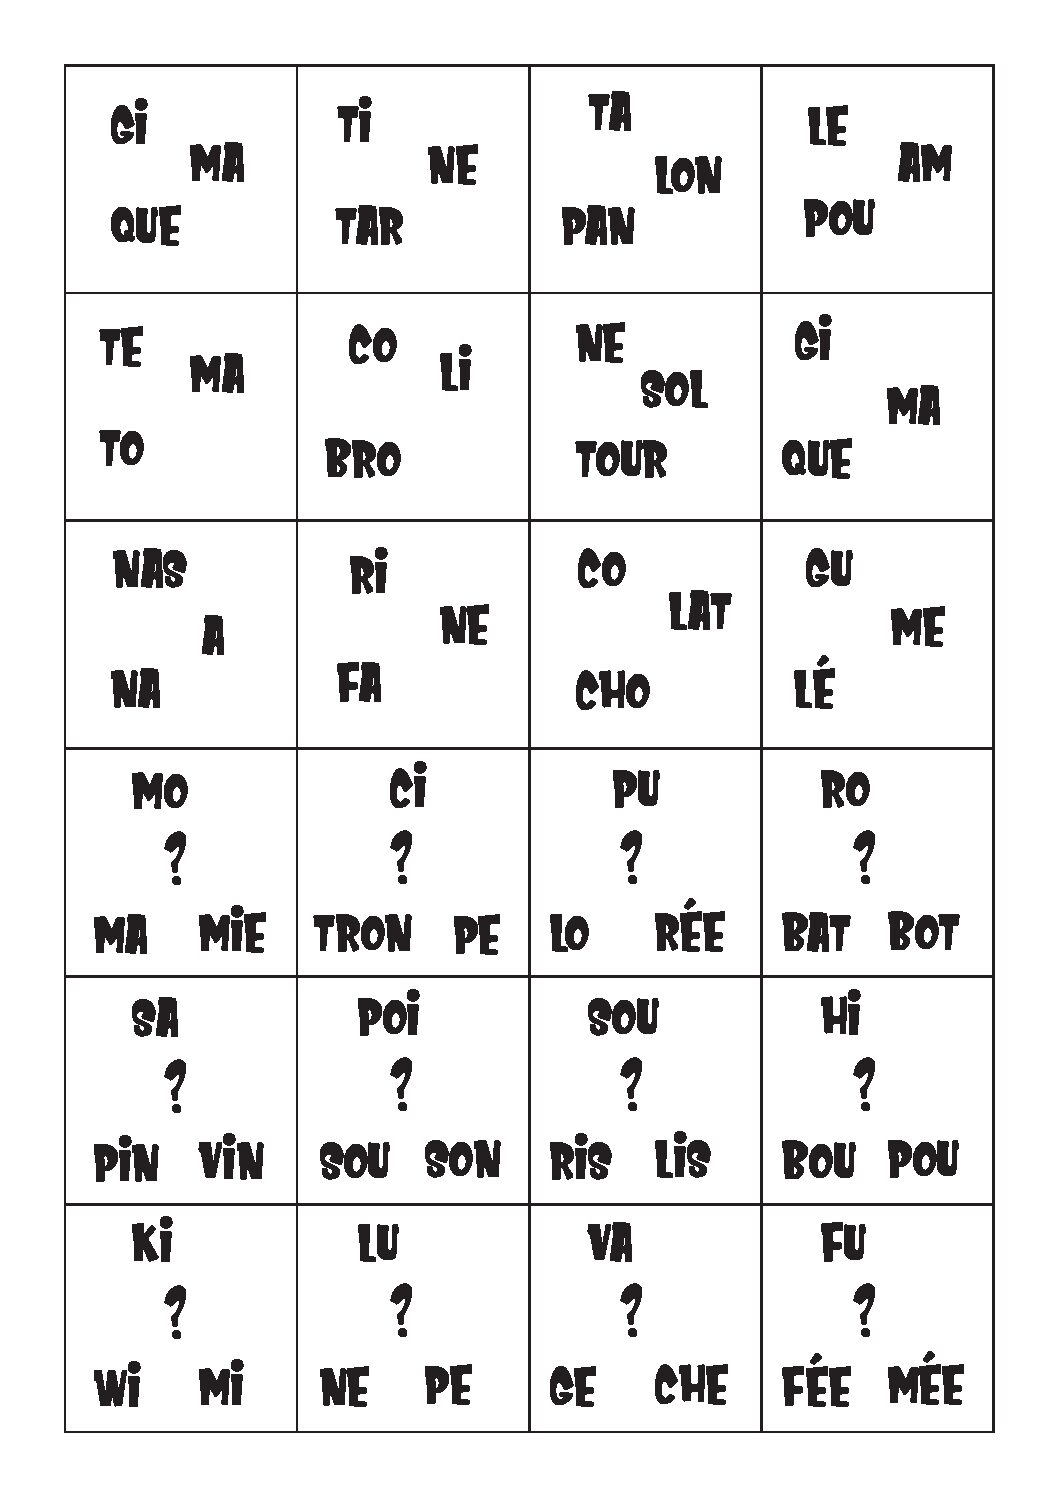 Gi
MA
QUE
Ti
NE
TAR
TA
LON
PAN
LE
AM
POU
TE
MA
TO
CO
Li
BRO
NE
SOL
TOUR
Gi
MA
QUE
NAS
A
NA
Ri
NE
FA
CO
LAT
CHO
GU
ME
LÉ
MO
?
MA MiE
Ci
?
TRON PE
PU
?
LO RÉE
RO
?
BAT BOT
SA
?
PiN ViN
POi
?
SOU SON
SOU
?
RiS LiS
Hi
?
BOU POU
Ki
?
Wi Mi
LU
?
NE PE
VA
?
GE CHE
FU
?
FÉE MÉE